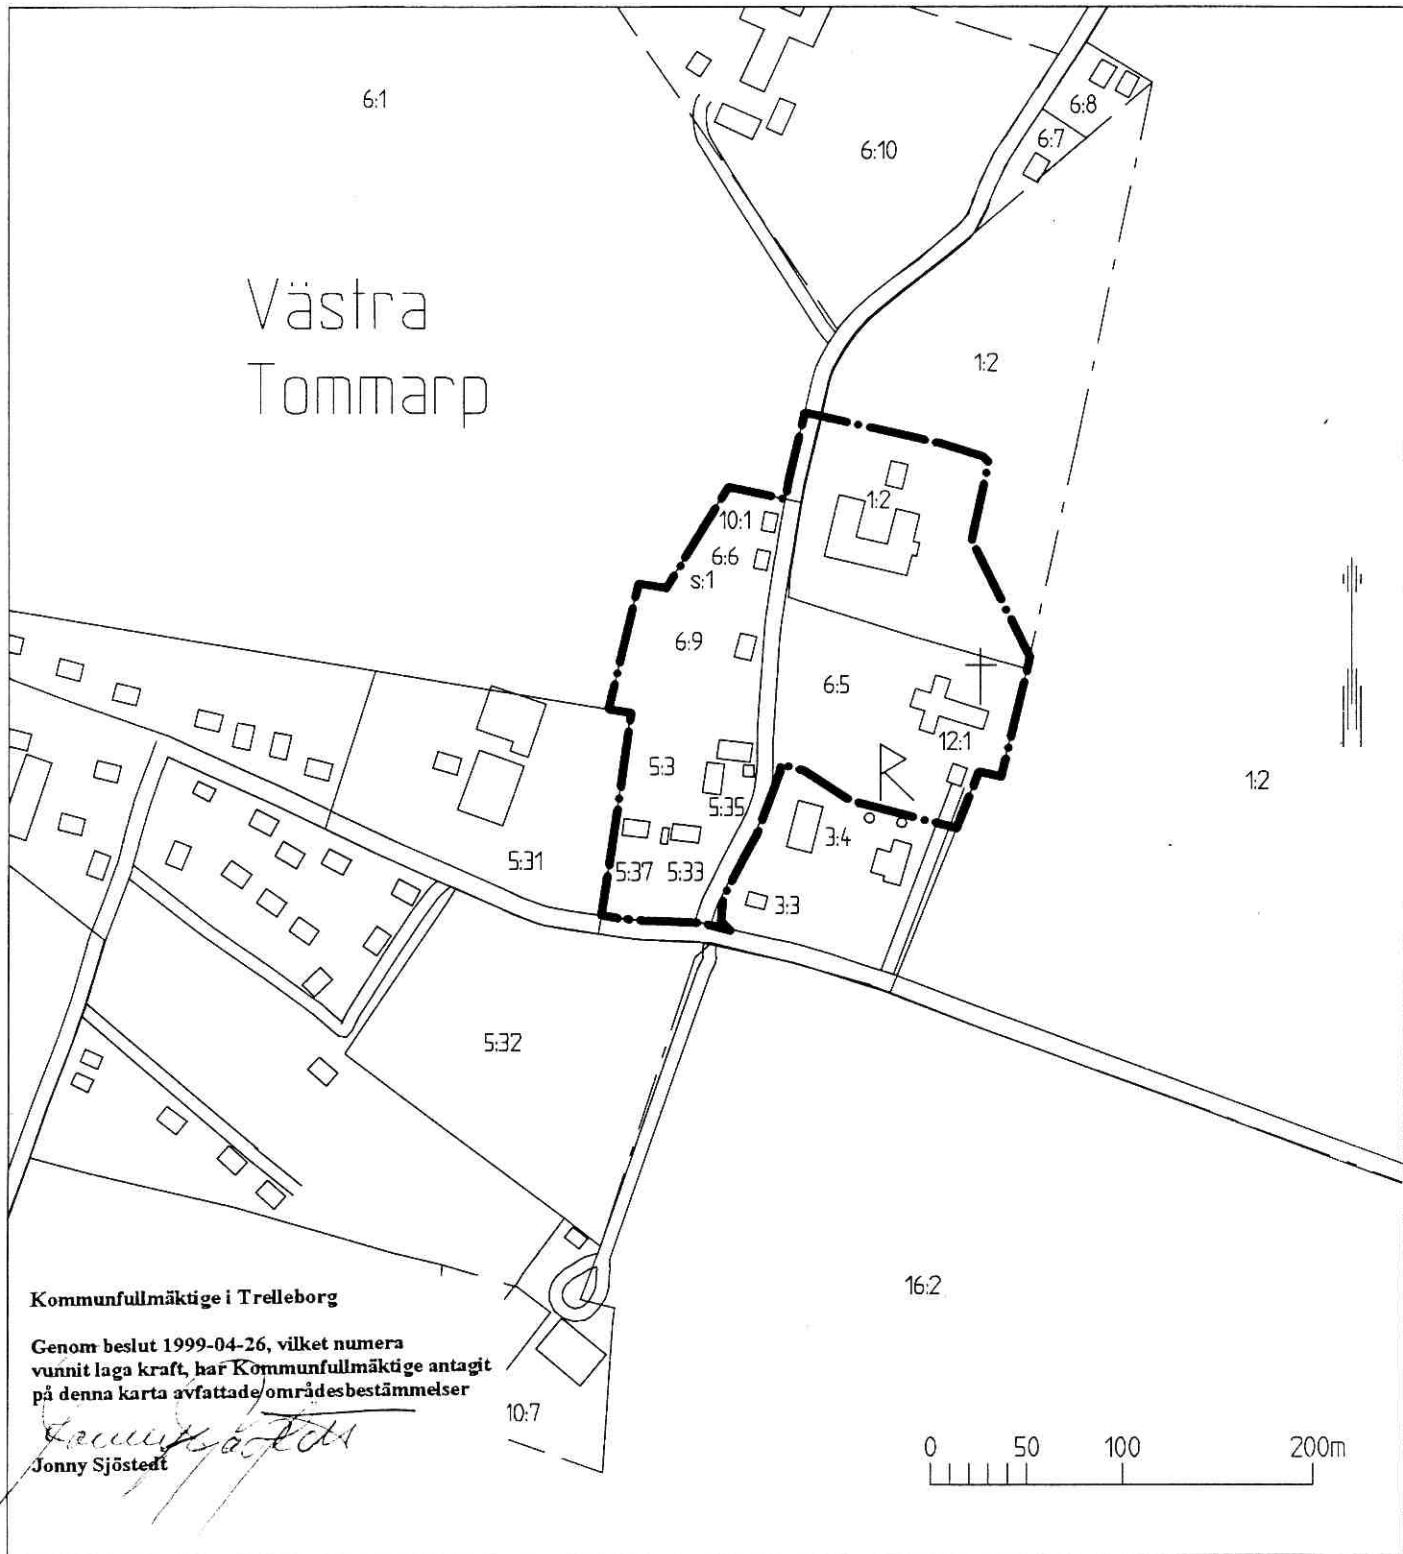 6:1
6:8
6:7
6:10
Västra
Tommarp
1:2
1:2
10:1
6:6
s:1
6:9
6:5
12:1
5:3
R
1:2
5:35
3:4
5:31
5:37
5:33
3:3
5:32
16:2
Kommunfullmäktige i Trelleborg
Genom beslut 1999-04-26, vilket numera
vunnit laga kraft, har Kommunfullmäktige antagit
på denna karta avfattade områdesbestämmelser
Jonny Sjöstedt
10:7
0 50 100 200m